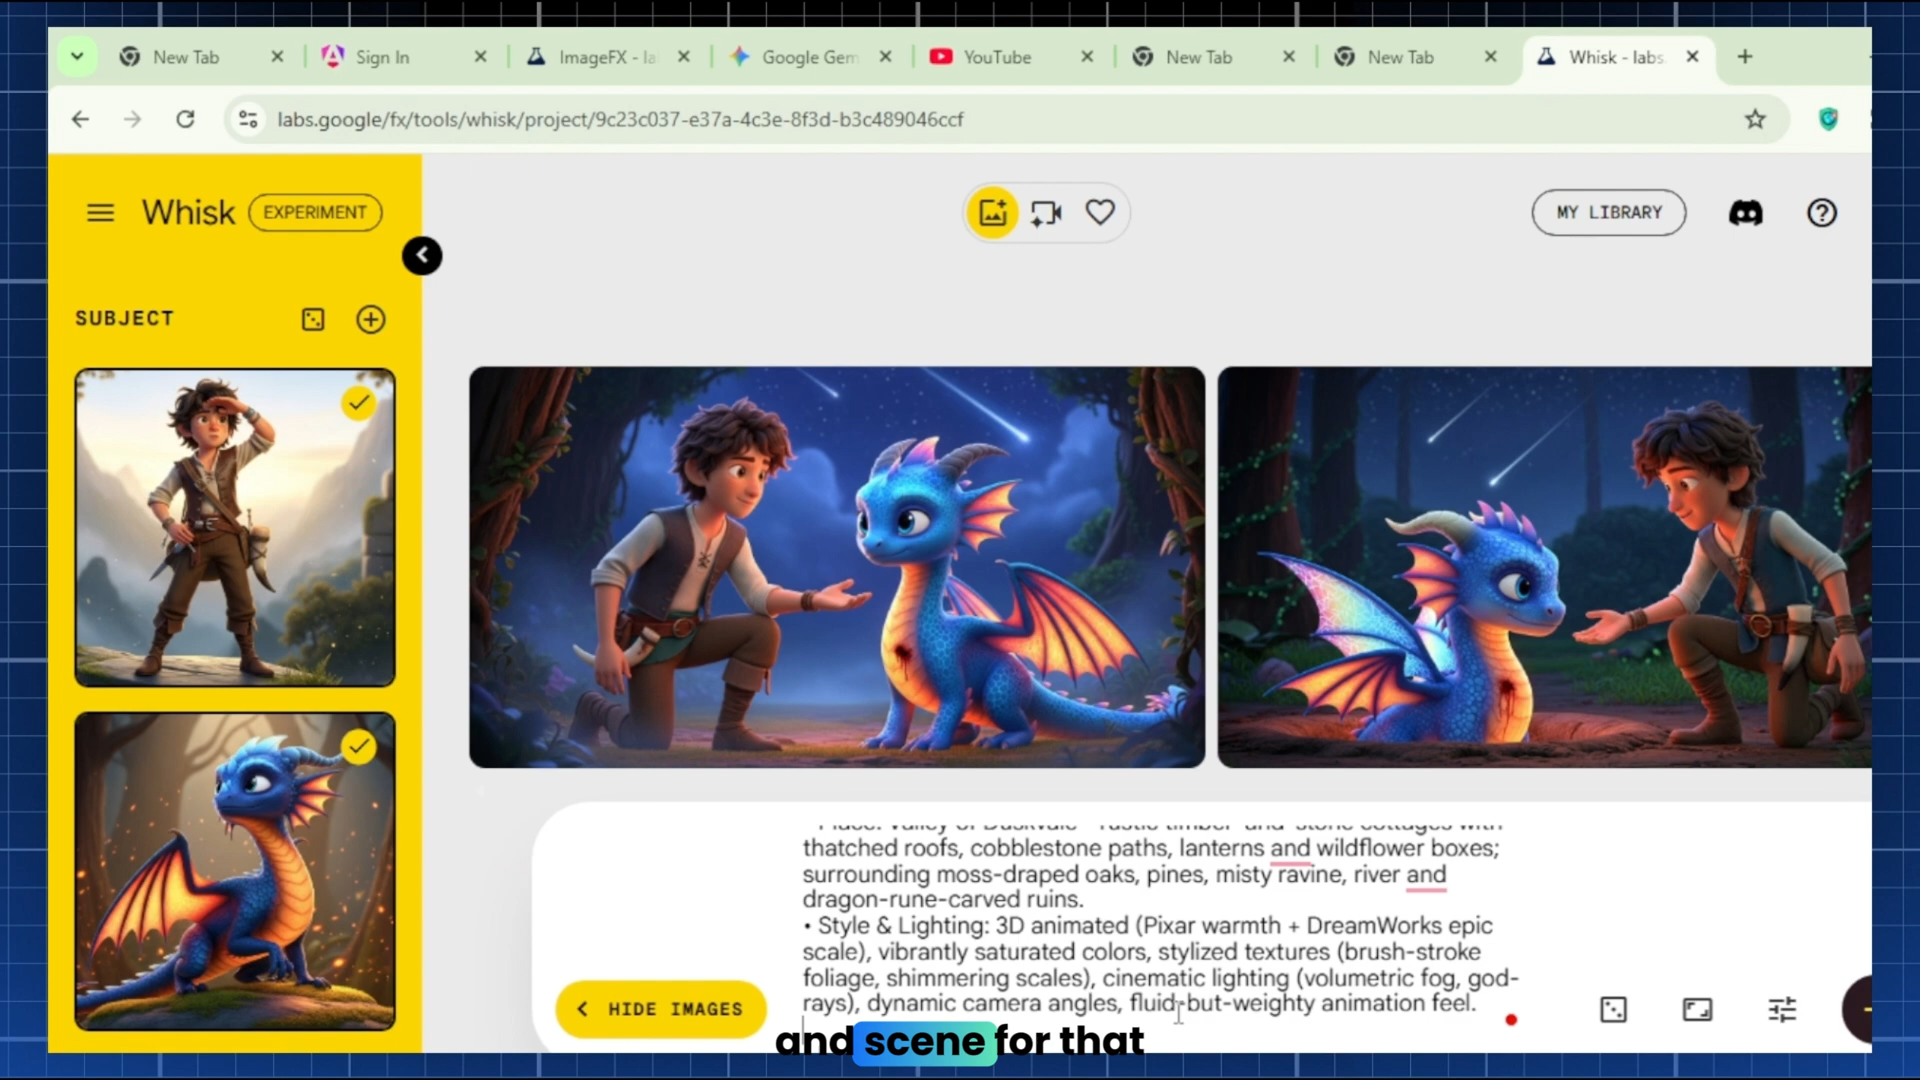 New Tab
Sign In
ImageFX - la
Google Gem
YouTube
New Tab
New Tab
Whisk - labs.
labs.google/fx/tools/whisk/project/9c23c037-e37a-4c3e-8f3d-b3c489046ccf
Whisk
EXPERIMENT
MY LIBRARY
SUBJECT
thatched roofs, cobblestone paths, lanterns and wildflower boxes;
surrounding moss-draped oaks, pines, misty ravine, river and
dragon-rune-carved ruins.
• Style & Lighting: 3D animated (Pixar warmth + DreamWorks epic
scale), vibrantly saturated colors, stylized textures (brush-stroke
foliage, shimmering scales), cinematic lighting (volumetric fog, god-
rays), dynamic camera angles, fluid-but-weighty animation feel.
HIDE IMAGES
and scene for that